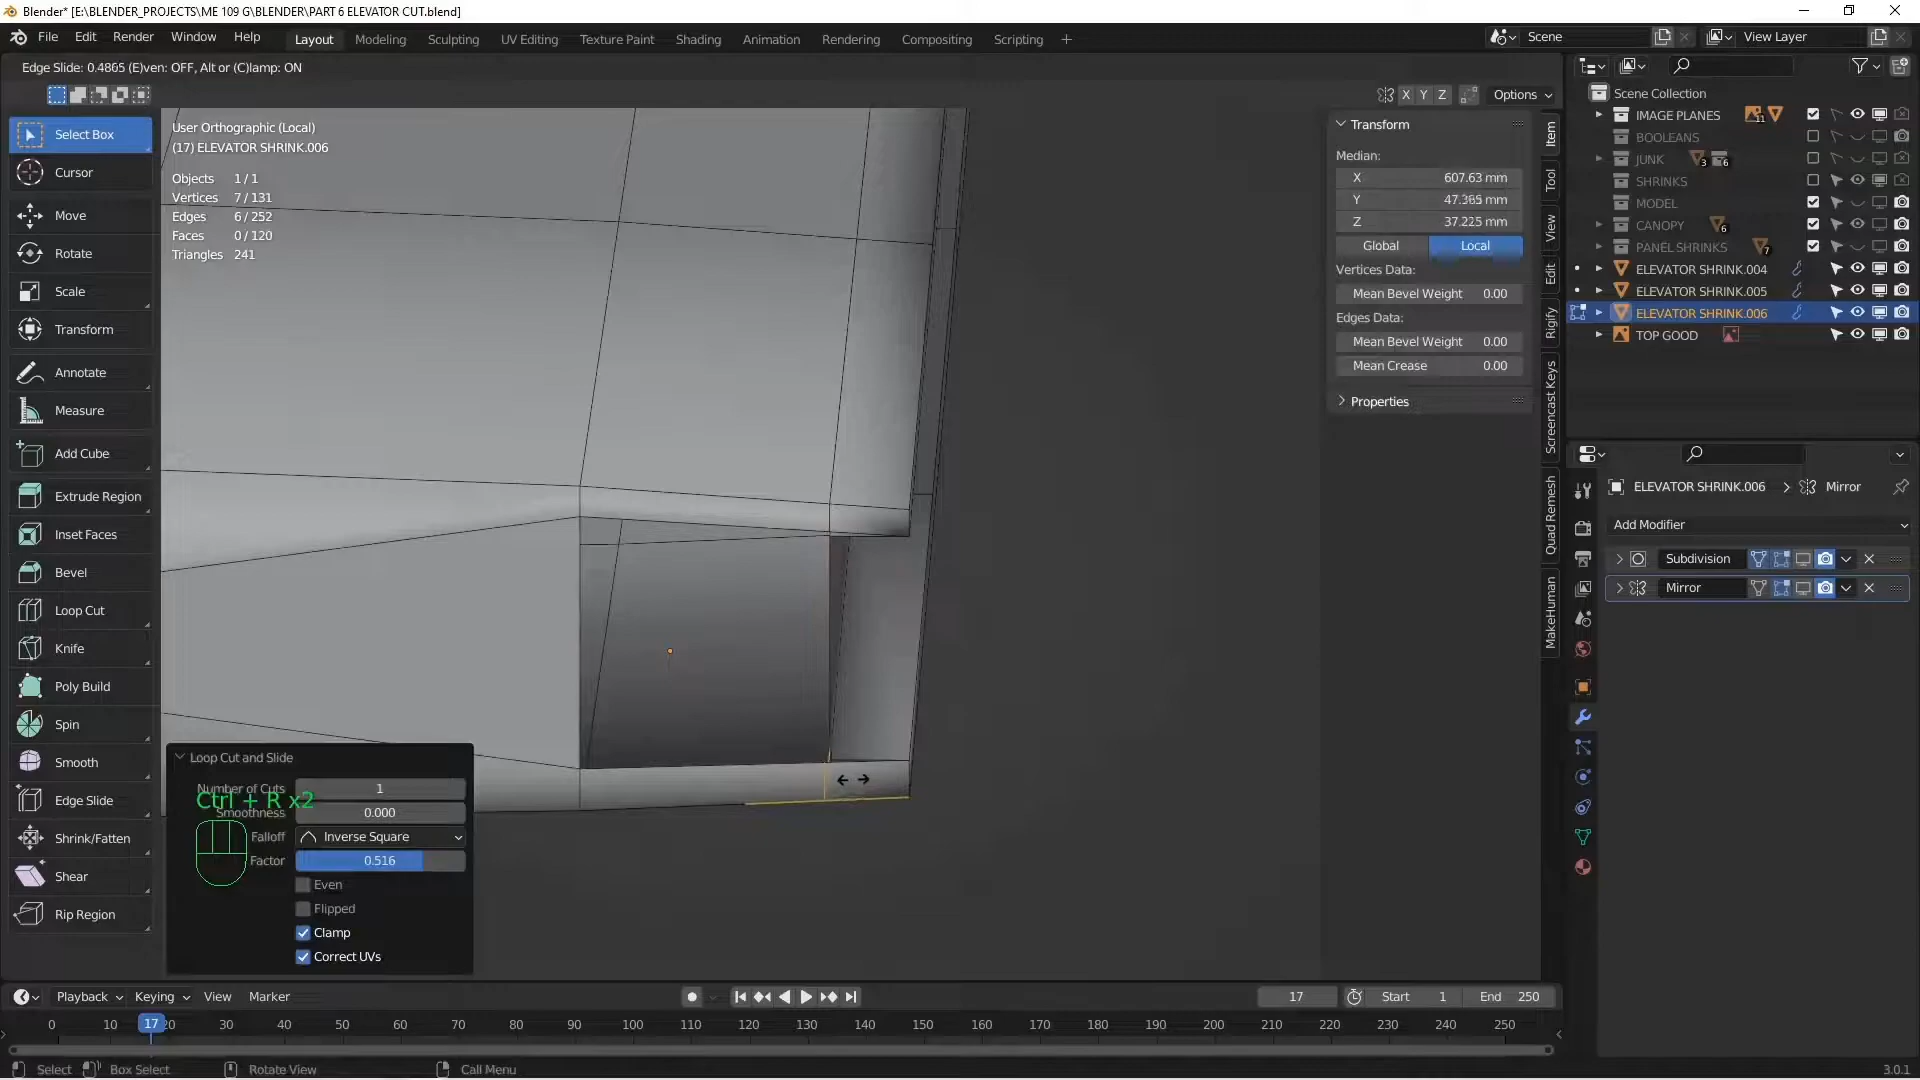 Blender* [E:\BLENDER_PROJECTS\ME 109 G\BLENDER\PART 6 ELEVATOR CUT.blend]
File Edit Render Window Help Layout Modeling Sculpting UV Editing Texture Paint Shading Animation Rendering Compositing Scripting + Scene View Layer
Edge Slide: 0.4865 (E)ven: OFF, Alt or (C)lamp: ON
X Y Z Options
Select Box
Cursor
Move
Rotate
Scale
Transform
Annotate
Measure
Add Cube
Extrude Region
Inset Faces
Bevel
Loop Cut
Knife
Poly Build
Spin
Smooth
Edge Slide
Shrink/Fatten
Shear
Rip Region
User Orthographic (Local)
(17) ELEVATOR SHRINK.006
Objects 1/1
Vertices 7/131
Edges 6/252
Faces 0/120
Triangles 241
Loop Cut and Slide
Number of Cuts 1
Ctrl + R x2
Smoothness 0.000
Falloff Inverse Square
Factor 0.516
Even
Flipped
Clamp
Correct UVs
Transform
Median:
X 607.63 mm
Y 47.365 mm
Z 37.225 mm
Global Local
Vertices Data:
Mean Bevel Weight 0.00
Edges Data:
Mean Bevel Weight 0.00
Mean Crease 0.00
Properties
Item
Tool
View
Edit
Rigify
Screencast Keys
Quad Remesh
MakeHuman
Scene Collection
IMAGE PLANES 11
BOOLEANS
JUNK 3 6
SHRINKS
MODEL
CANOPY 6
PANEL SHRINKS 7
ELEVATOR SHRINK.004
ELEVATOR SHRINK.005
ELEVATOR SHRINK.006
TOP GOOD
ELEVATOR SHRINK.006 > Mirror
Add Modifier
Subdivision
Mirror
Playback Keying View Marker 17 Start 1 End 250
0 10 17 20 30 40 50 60 70 80 90 100 110 120 130 140 150 160 170 180 190 200 210 220 230 240 250
Select Box Select Rotate View Call Menu 3.0.1